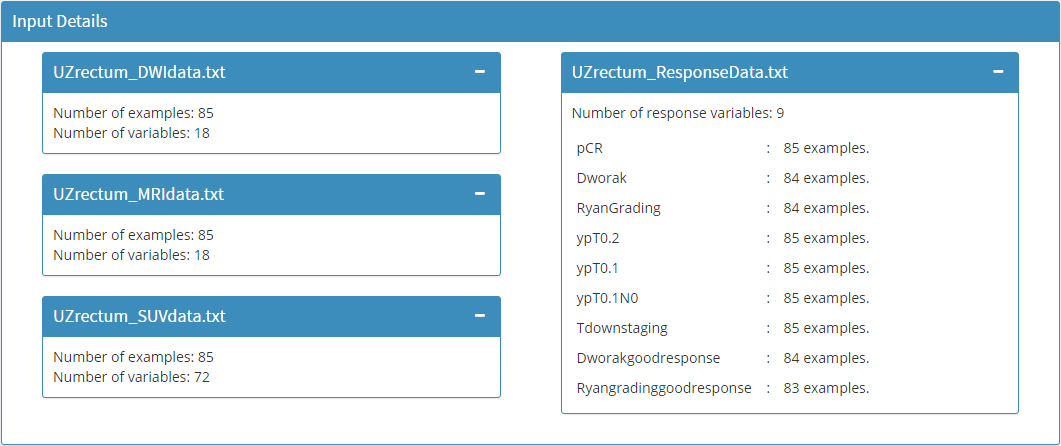 Input Details
UZrectum_DWIdata.txt
Number of examples: 85
Number of variables: 18
UZrectum_MRIdata.txt
Number of examples: 85
Number of variables: 18
UZrectum_SUVdata.txt
Number of examples: 85
Number of variables: 72
UZrectum_ResponseData.txt
Number of response variables: 9
pCR : 85 examples.
Dworak : 84 examples.
RyanGrading : 84 examples.
ypT0.2 : 85 examples.
ypT0.1 : 85 examples.
ypT0.1N0 : 85 examples.
Tdownstaging : 85 examples.
Dworakgoodresponse : 84 examples.
Ryangradinggoodresponse : 83 examples.